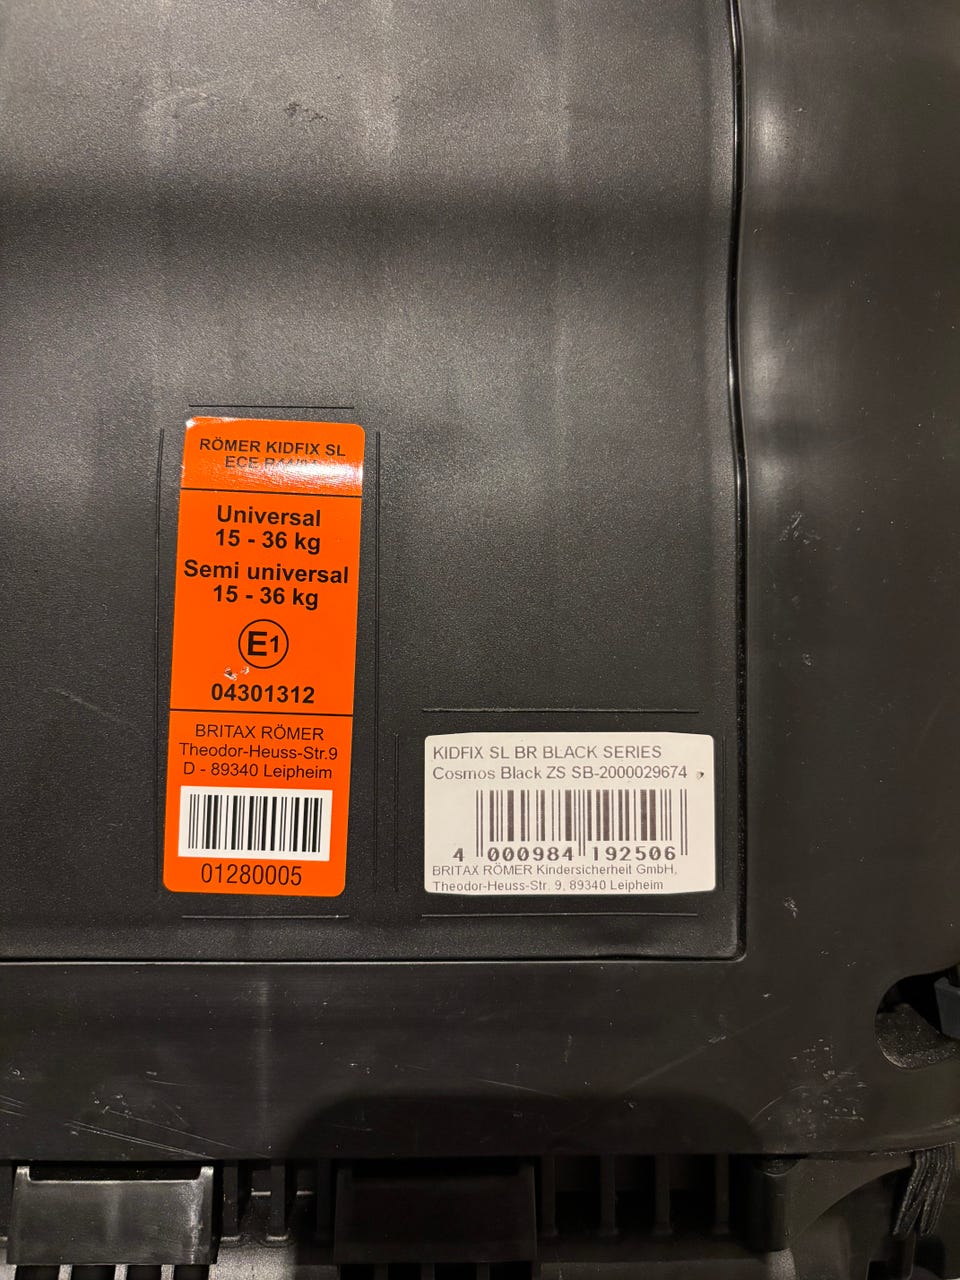 RÖMER KIDFIX SL
ECE
Universal
15 - 36 kg
Semi universal
15 - 36 kg
E1
04301312
BRITAX RÖMER
Theodor-Heuss-Str.9
D - 89340 Leipheim
01280005
KIDFIX SL BR BLACK SERIES
Cosmos Black ZS SB-2000029674
4 000984 192506
BRITAX RÖMER Kindersicherheit GmbH,
Theodor-Heuss-Str. 9, 89340 Leipheim